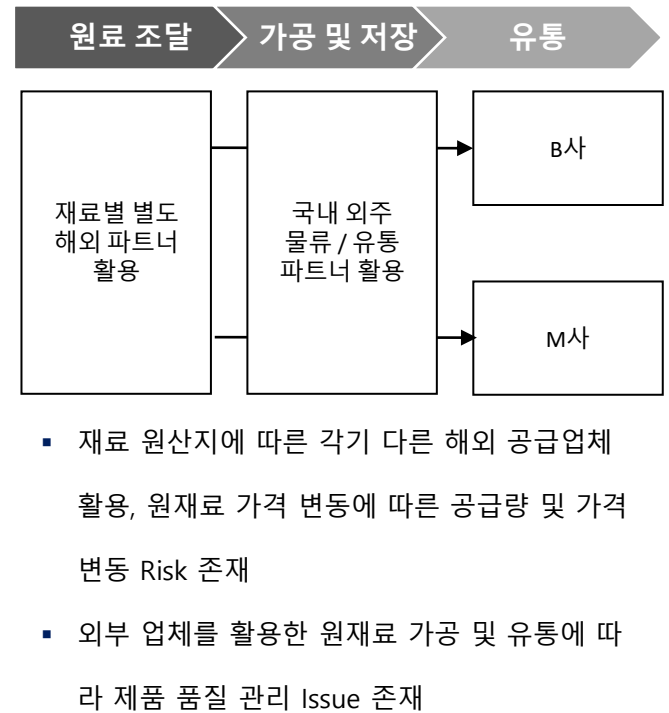 원료 조달
가공 및 저장
유통
재료별 별도
해외 파트너
활용
국내 외주
물류 / 유통
파트너 활용
B사
M사
▪ 재료 원산지에 따른 각기 다른 해외 공급업체
활용, 원재료 가격 변동에 따른 공급량 및 가격
변동 Risk 존재
▪ 외부 업체를 활용한 원재료 가공 및 유통에 따
라 제품 품질 관리 Issue 존재